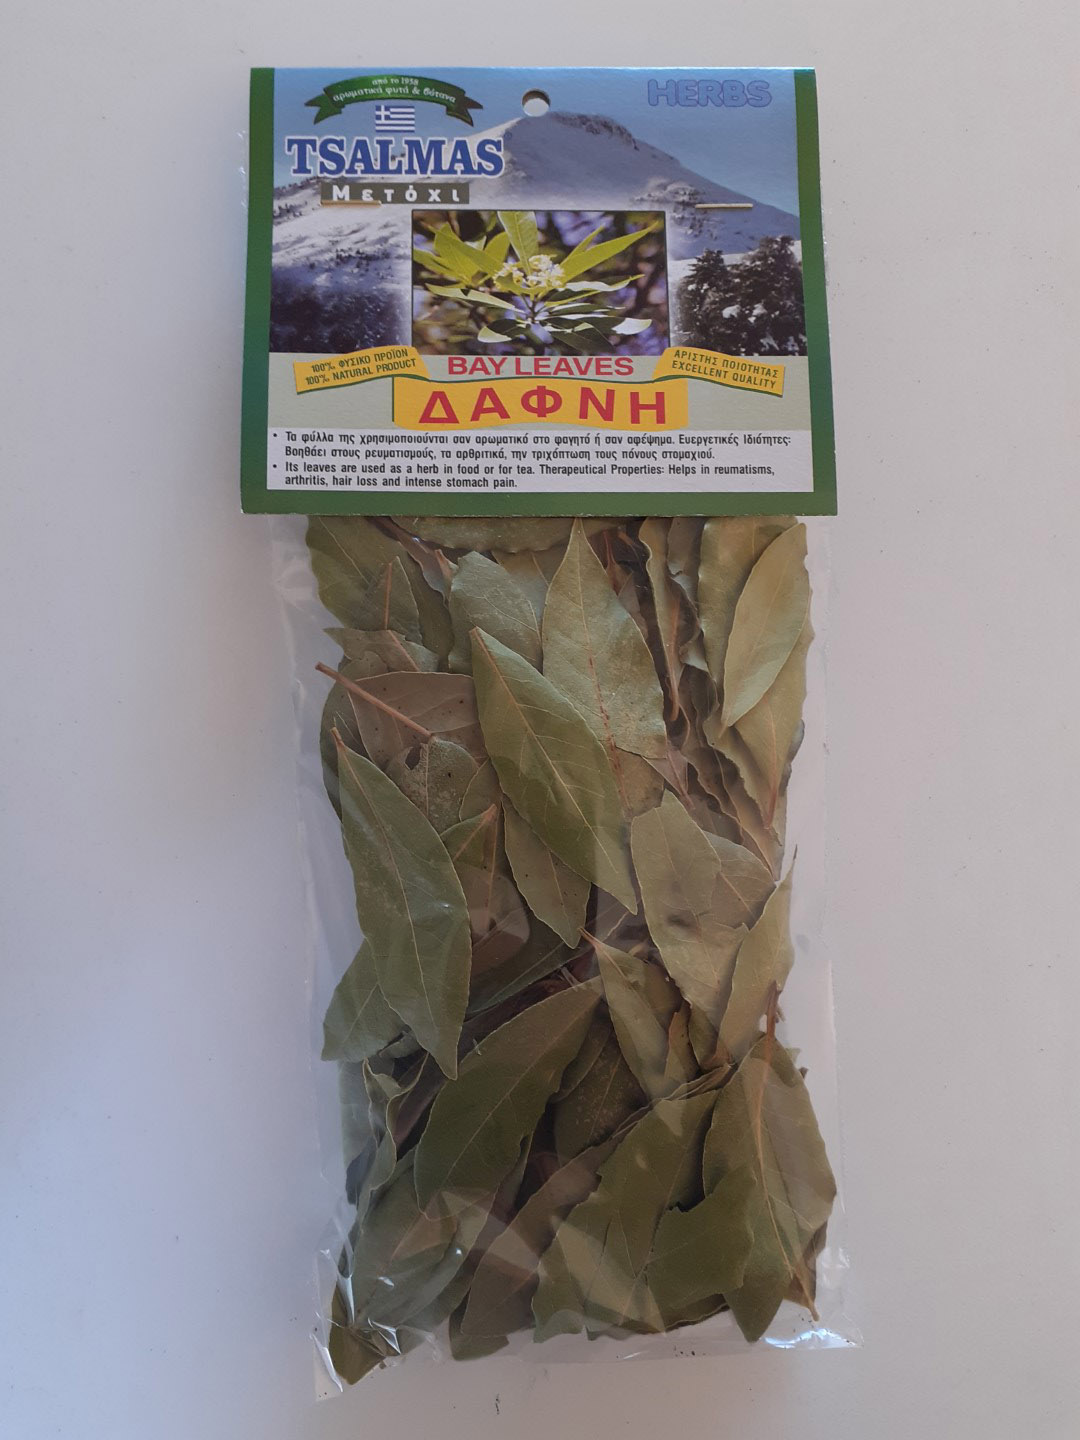 από το 1958
αρωματικά φυτά & βότανα
HERBS
TSALMAS
Μετόχι
100% ΦΥΣΙΚΟ ΠΡΟΪΟΝ
100% NATURAL PRODUCT
BAY LEAVES
ΑΡΙΣΤΗΣ ΠΟΙΟΤΗΤΑΣ
EXCELLENT QUALITY
ΔΑΦΝΗ
• Τα φύλλα της χρησιμοποιούνται σαν αρωματικό στο φαγητό ή σαν αφέψημα. Ευεργετικές Ιδιότητες:
Βοηθάει στους ρευματισμούς, τα αρθριτικά, την τριχόπτωση τους πόνους στομαχιού.
• Its leaves are used as a herb in food or for tea. Therapeutical Properties: Helps in reumatisms,
arthritis, hair loss and intense stomach pain.